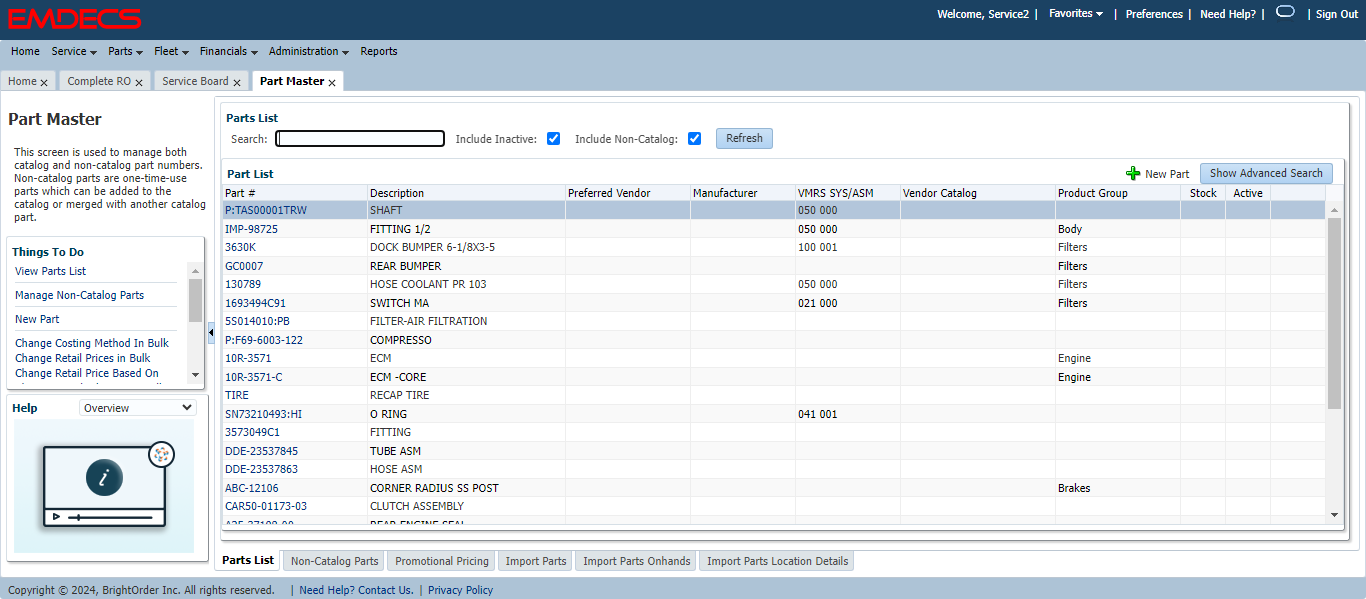 EMDECS
Welcome, Service2 | Favorites | Preferences | Need Help? | | Sign Out
Home Service Parts Fleet Financials Administration Reports
Home x Complete RO x Service Board x Part Master x
Part Master
This screen is used to manage both
catalog and non-catalog part numbers.
Non-catalog parts are one-time-use
parts which can be added to the
catalog or merged with another catalog
part.
Things To Do
View Parts List
Manage Non-Catalog Parts
New Part
Change Costing Method In Bulk
Change Retail Prices in Bulk
Change Retail Price Based On
Help Overview
i
Parts List
Search: Include Inactive: Include Non-Catalog: Refresh
Part List New Part Show Advanced Search
Part # Description Preferred Vendor Manufacturer VMRS SYS/ASM Vendor Catalog Product Group Stock Active
P:TAS00001TRW SHAFT 050 000
IMP-98725 FITTING 1/2 050 000 Body
3630K DOCK BUMPER 6-1/8X3-5 100 001 Filters
GC0007 REAR BUMPER Filters
130789 HOSE COOLANT PR 103 050 000 Filters
1693494C91 SWITCH MA 021 000 Filters
5S014010:PB FILTER-AIR FILTRATION
P:F69-6003-122 COMPRESSO
10R-3571 ECM Engine
10R-3571-C ECM -CORE Engine
TIRE RECAP TIRE
SN73210493:HI O RING 041 001
3573049C1 FITTING
DDE-23537845 TUBE ASM
DDE-23537863 HOSE ASM
ABC-12106 CORNER RADIUS SS POST Brakes
CAR50-01173-03 CLUTCH ASSEMBLY
REAR ENGINE SEAL
Parts List Non-Catalog Parts Promotional Pricing Import Parts Import Parts Onhands Import Parts Location Details
Copyright © 2024, BrightOrder Inc. All rights reserved. | Need Help? Contact Us. | Privacy Policy